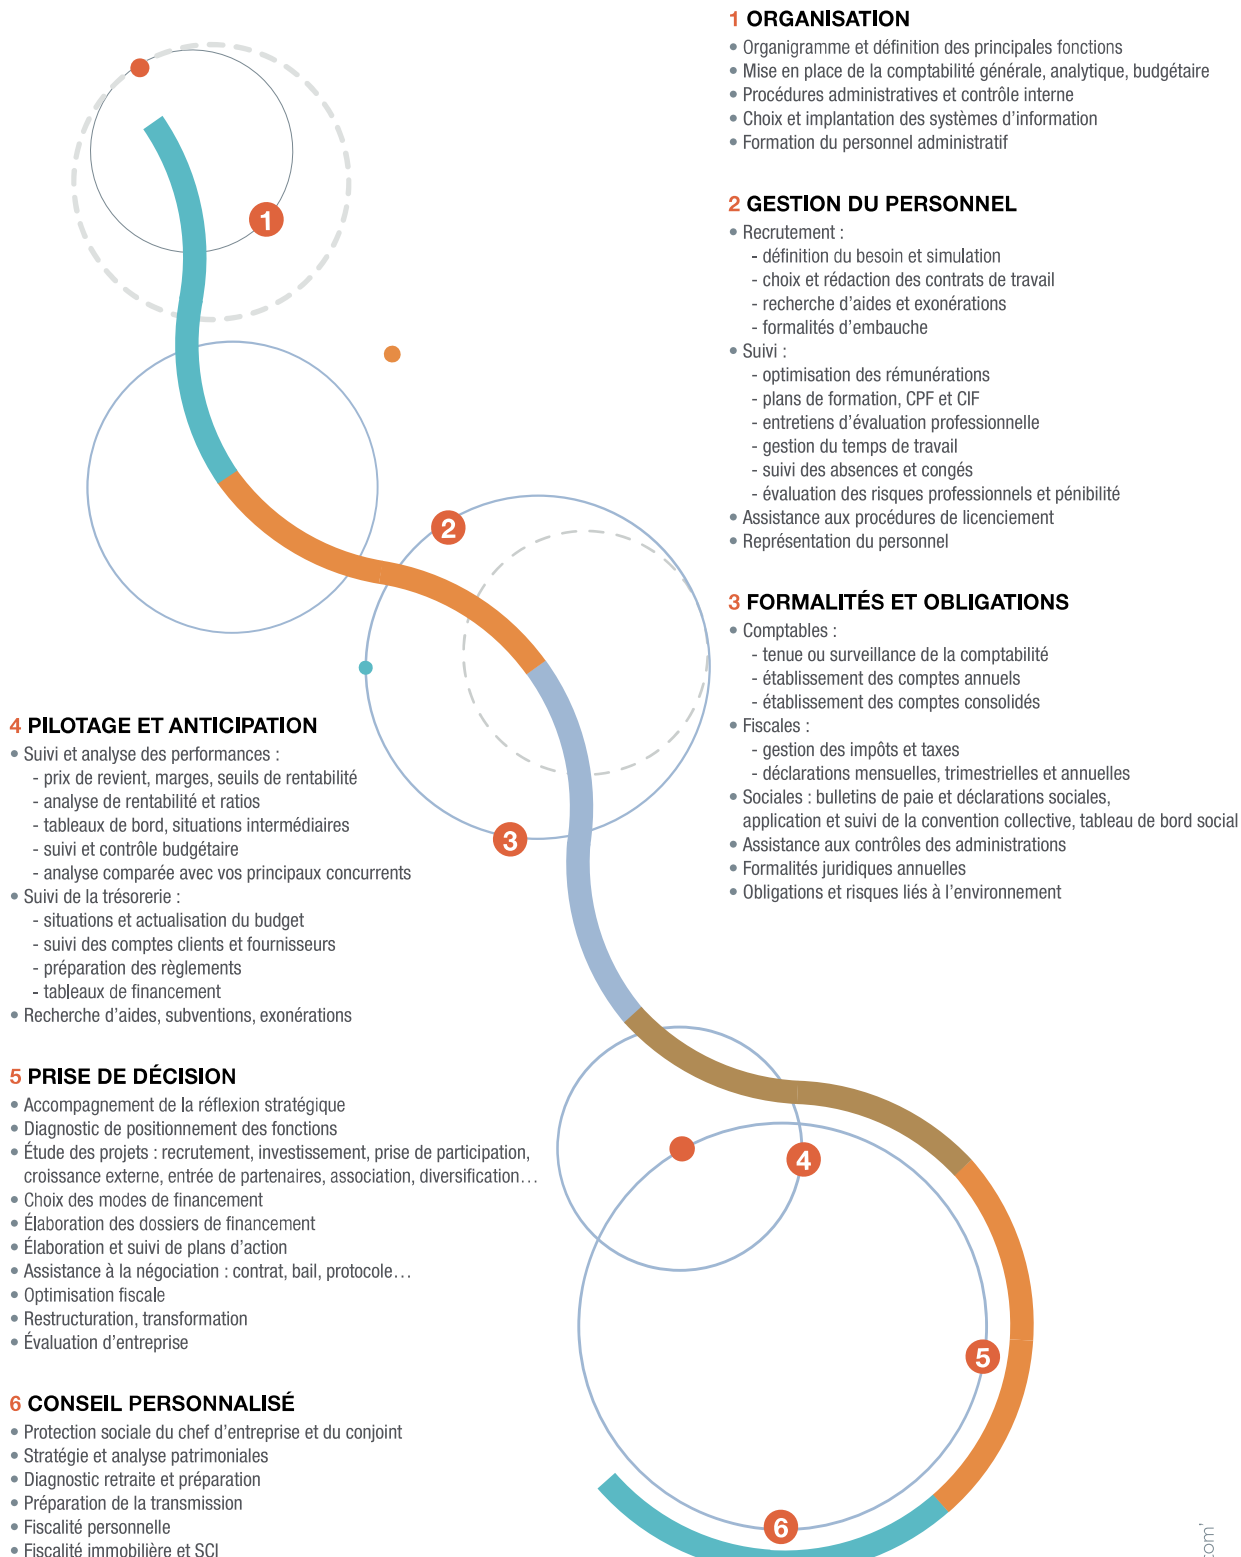 1 ORGANISATION
• Organigramme et définition des principales fonctions
• Mise en place de la comptabilité générale, analytique, budgétaire
• Procédures administratives et contrôle interne
• Choix et implantation des systèmes d'information
• Formation du personnel administratif
2 GESTION DU PERSONNEL
• Recrutement :
- définition du besoin et simulation
- choix et rédaction des contrats de travail
- recherche d'aides et exonérations
- formalités d'embauche
• Suivi :
- optimisation des rémunérations
- plans de formation, CPF et CIF
- entretiens d'évaluation professionnelle
- gestion du temps de travail
- suivi des absences et congés
- évaluation des risques professionnels et pénibilité
• Assistance aux procédures de licenciement
• Représentation du personnel
3 FORMALITÉS ET OBLIGATIONS
• Comptables :
- tenue ou surveillance de la comptabilité
- établissement des comptes annuels
- établissement des comptes consolidés
• Fiscales :
- gestion des impôts et taxes
- déclarations mensuelles, trimestrielles et annuelles
• Sociales : bulletins de paie et déclarations sociales,
application et suivi de la convention collective, tableau de bord social
• Assistance aux contrôles des administrations
• Formalités juridiques annuelles
• Obligations et risques liés à l'environnement
4 PILOTAGE ET ANTICIPATION
• Suivi et analyse des performances :
- prix de revient, marges, seuils de rentabilité
- analyse de rentabilité et ratios
- tableaux de bord, situations intermédiaires
- suivi et contrôle budgétaire
- analyse comparée avec vos principaux concurrents
• Suivi de la trésorerie :
- situations et actualisation du budget
- suivi des comptes clients et fournisseurs
- préparation des règlements
- tableaux de financement
• Recherche d'aides, subventions, exonérations
5 PRISE DE DÉCISION
• Accompagnement de la réflexion stratégique
• Diagnostic de positionnement des fonctions
• Étude des projets : recrutement, investissement, prise de participation,
croissance externe, entrée de partenaires, association, diversification…
• Choix des modes de financement
• Élaboration des dossiers de financement
• Élaboration et suivi de plans d'action
• Assistance à la négociation : contrat, bail, protocole…
• Optimisation fiscale
• Restructuration, transformation
• Évaluation d'entreprise
6 CONSEIL PERSONNALISÉ
• Protection sociale du chef d'entreprise et du conjoint
• Stratégie et analyse patrimoniales
• Diagnostic retraite et préparation
• Préparation de la transmission
• Fiscalité personnelle
• Fiscalité immobilière et SCI
1
2
3
4
5
6